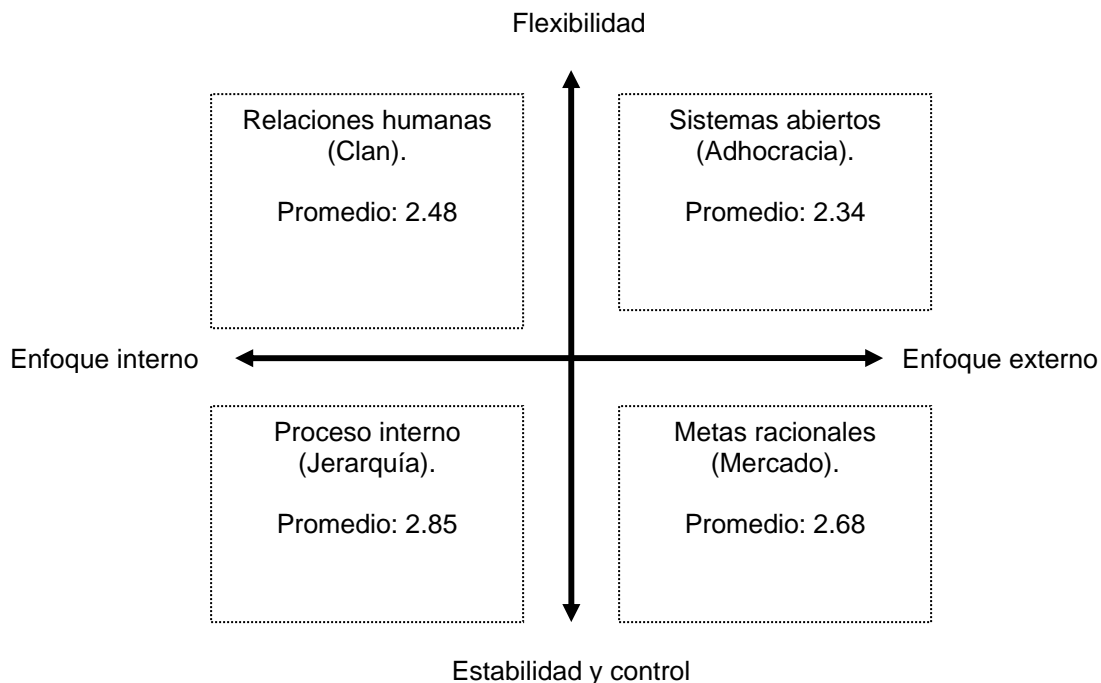 Flexibilidad
Relaciones humanas
(Clan).
Promedio: 2.48
Sistemas abiertos
(Adhocracia).
Promedio: 2.34
Enfoque interno
Enfoque externo
Proceso interno
(Jerarquía).
Promedio: 2.85
Metas racionales
(Mercado).
Promedio: 2.68
Estabilidad y control